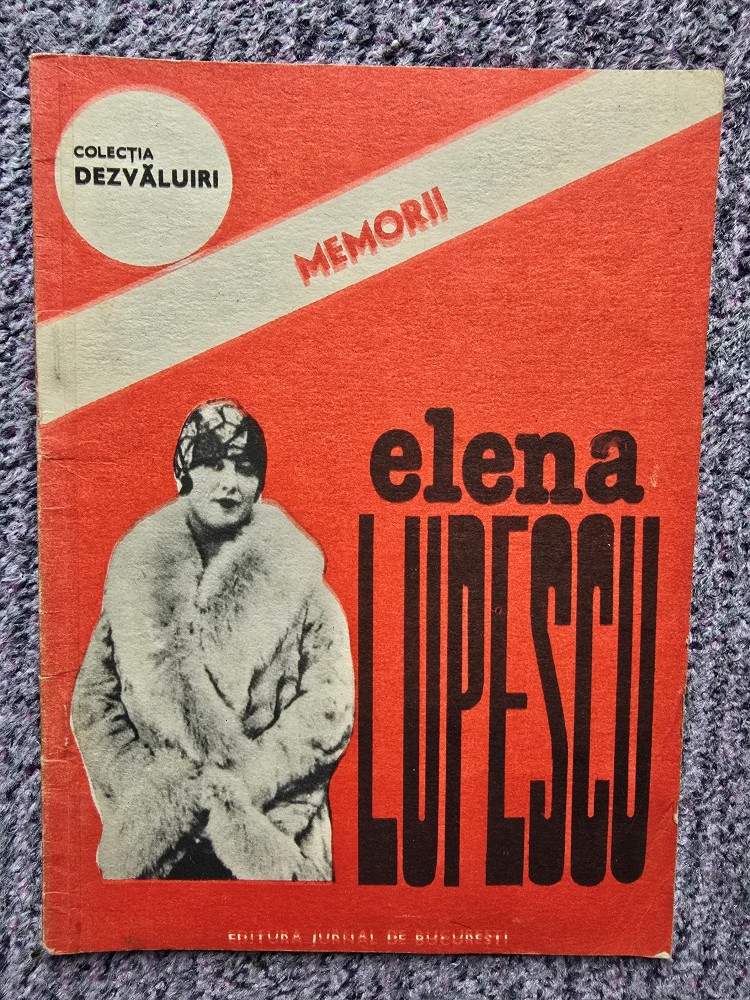 COLECȚIA
DEZVĂLUIRI
MEMORII
elena
LUPESCU
EDITURA JURNAL DE BUCUREȘTI